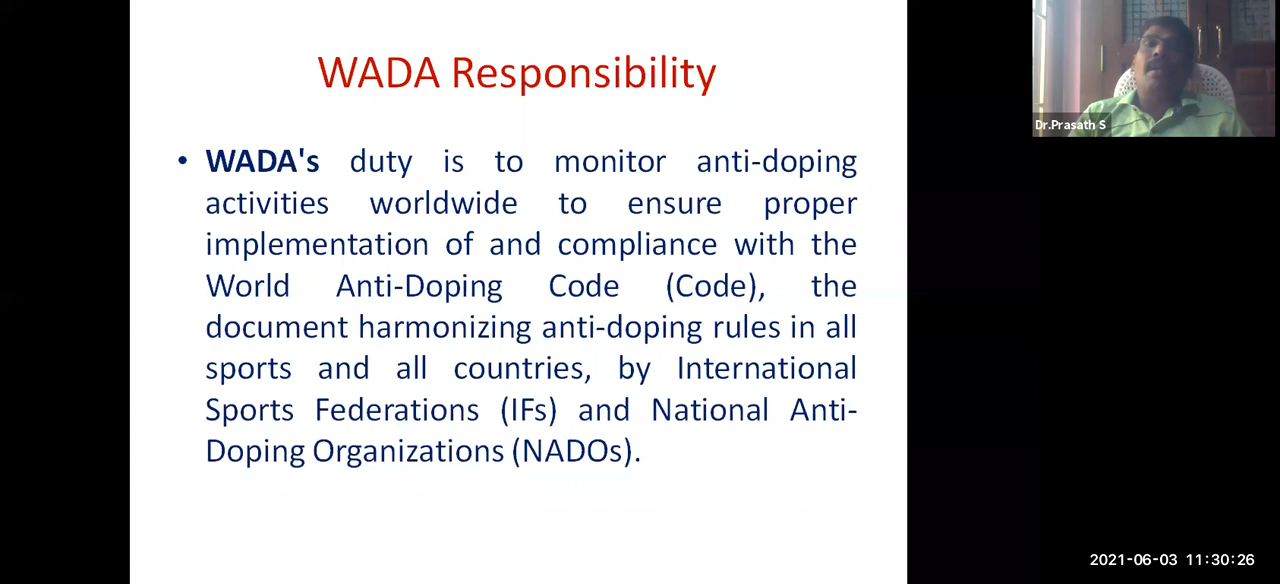 WADA Responsibility
• WADA's duty is to monitor anti-doping
activities worldwide to ensure proper
implementation of and compliance with the
World Anti-Doping Code (Code), the
document harmonizing anti-doping rules in all
sports and all countries, by International
Sports Federations (IFs) and National Anti-
Doping Organizations (NADOs).
Dr.Prasath S
2021-06-03 11:30:26